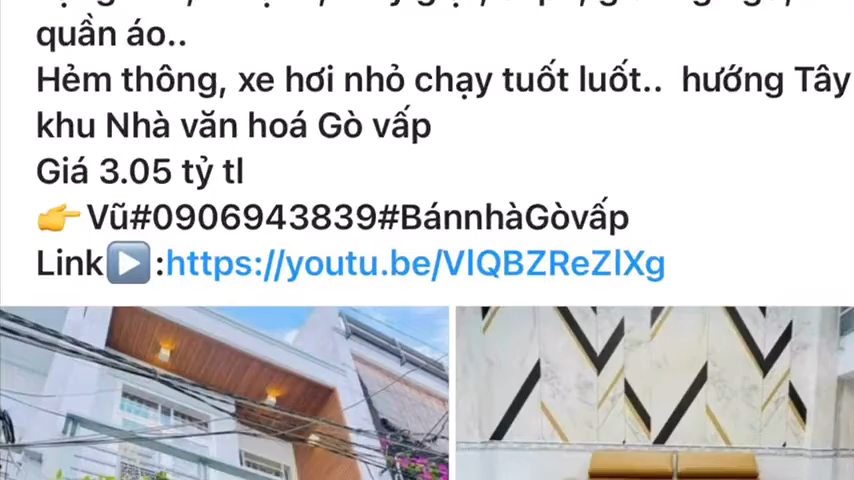 quần áo..
Hẻm thông, xe hơi nhỏ chạy tuốt luốt.. hướng Tây
khu Nhà văn hoá Gò vấp
Giá 3.05 tỷ tl
👉Vũ#0906943839#BánnhàGòvấp
Link▶️:https://youtu.be/VlQBZReZlXg